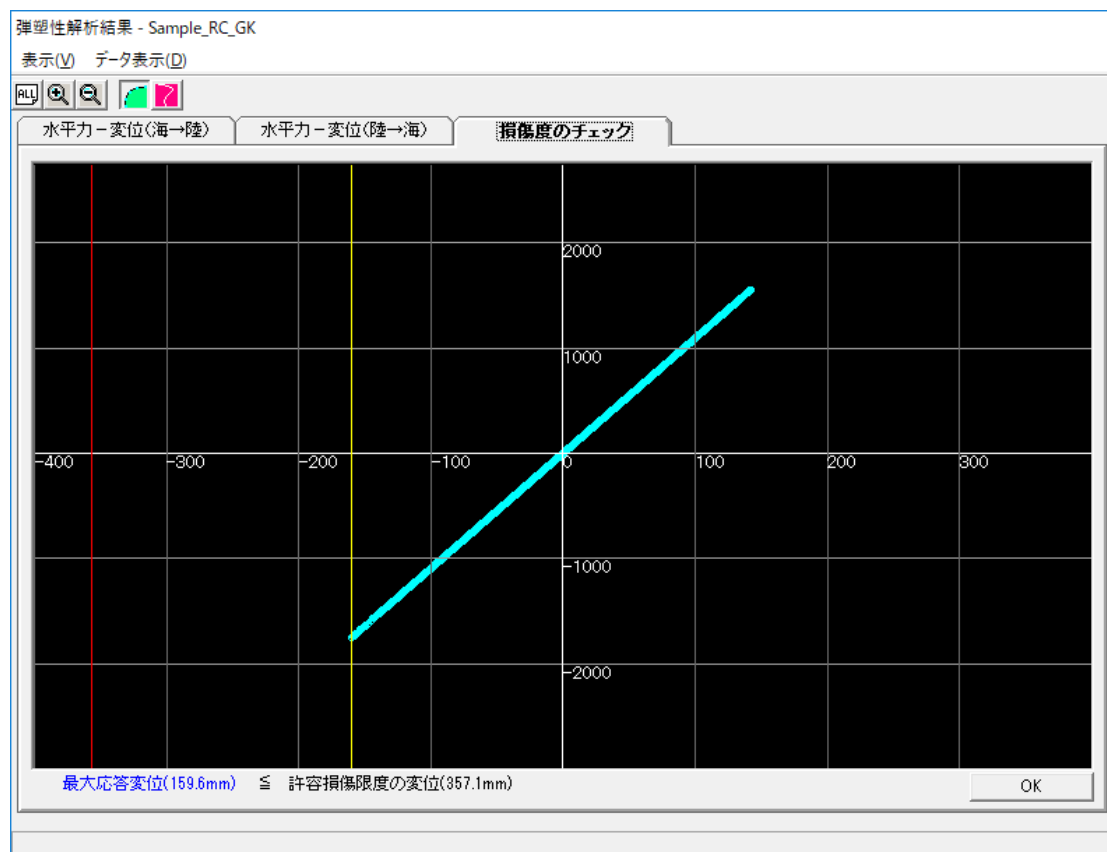 弾塑性解析結果 - Sample_RC_GK
表示(V) データ表示(D)
ALL
水平力－変位(海→陸) 水平力－変位(陸→海) 損傷度のチェック
2000
1000
-400 -300 -200 -100 0 100 200 300
-1000
-2000
最大応答変位(159.6mm) ≦ 許容損傷限度の変位(357.1mm) OK